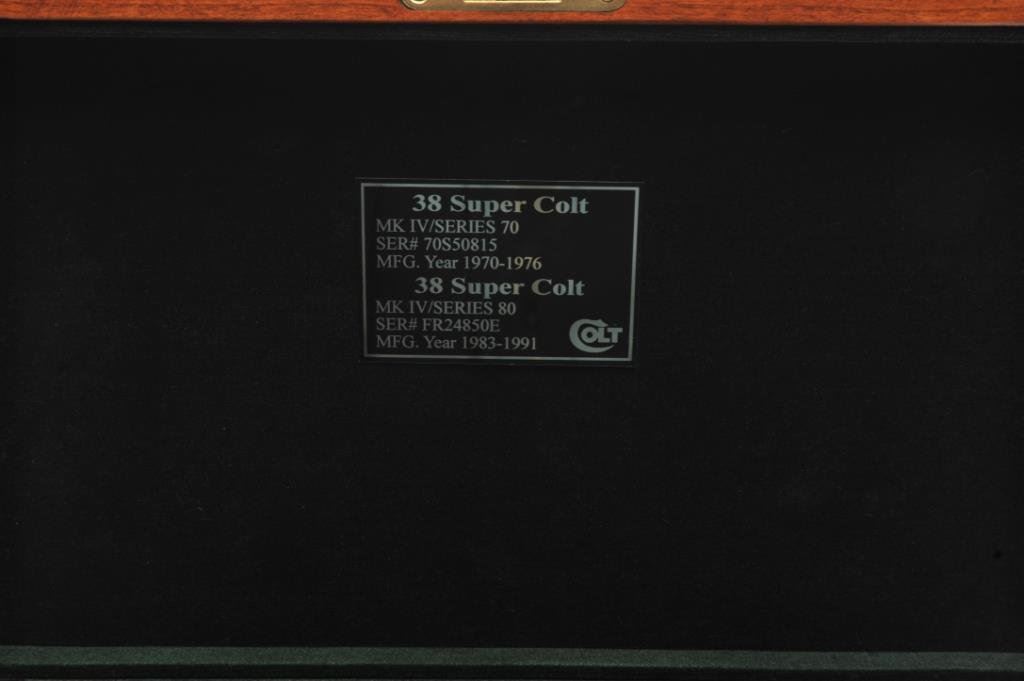 38 Super Colt
MK IV/SERIES 70
SER# 70S50815
MFG. Year 1970-1976
38 Super Colt
MK IV/SERIES 80
SER# FR24850E
MFG. Year 1983-1991
COLT